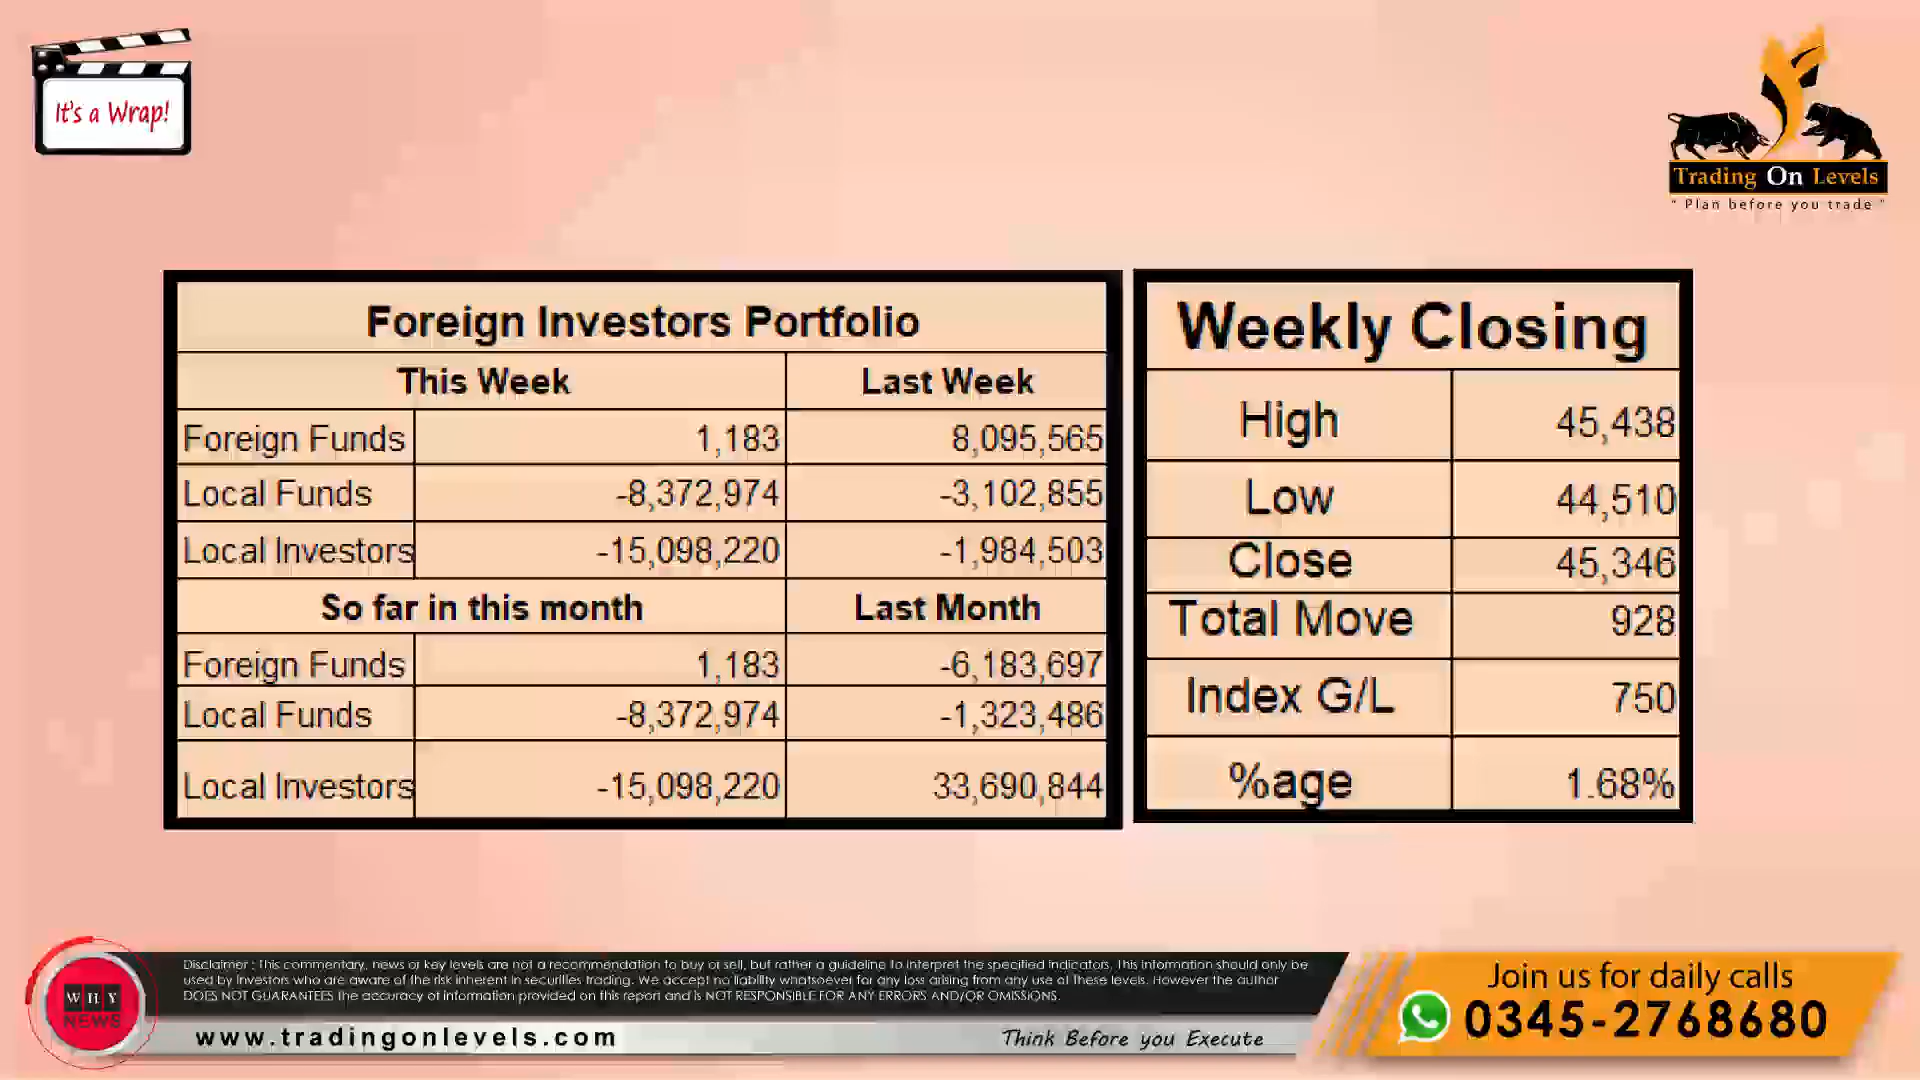 It's a Wrap!
Trading On Levels
" Plan before you trade "
Foreign Investors Portfolio
This Week Last Week
Foreign Funds 1,183 8,095,565
Local Funds -8,372,974 -3,102,855
Local Investors -15,098,220 -1,984,503
So far in this month Last Month
Foreign Funds 1,183 -6,183,697
Local Funds -8,372,974 -1,323,486
Local Investors -15,098,220 33,690,844
Weekly Closing
High 45,438
Low 44,510
Close 45,346
Total Move 928
Index G/L 750
%age 1.68%
WHY
NEWS
Disclaimer : This commentary, news or key levels are not a recommendation to buy or sell, but rather a guideline to interpret the specified indicators. This information should only be
used by investors who are aware of the risk inherent in securities trading. We accept no liability whatsoever for any loss arising from any use of these levels. However the author
DOES NOT GUARANTEES the accuracy of information provided on this report and is NOT RESPONSIBLE FOR ANY ERRORS AND/OR OMISSIONS.
www.tradingonlevels.com
Think Before you Execute
Join us for daily calls
0345-2768680